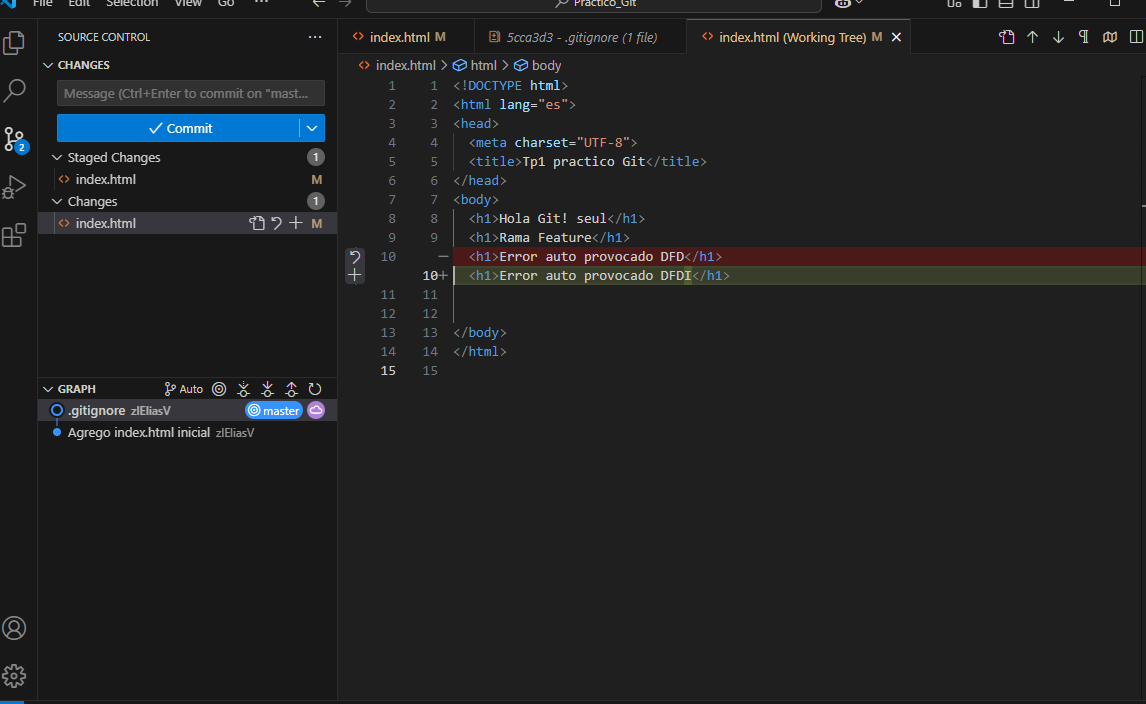 File Edit Selection View Go ··· Practico_Git
SOURCE CONTROL ···
CHANGES
Message (Ctrl+Enter to commit on "mast...
Commit
Staged Changes 1
index.html M
Changes 1
index.html M
2
GRAPH Auto
.gitignore zlEliasV master
Agrego index.html inicial zlEliasV
index.html M 5cca3d3 - .gitignore (1 file) index.html (Working Tree) M
index.html > html > body
1 1 <!DOCTYPE html>
2 2 <html lang="es">
3 3 <head>
4 4 <meta charset="UTF-8">
5 5 <title>Tp1 practico Git</title>
6 6 </head>
7 7 <body>
8 8 <h1>Hola Git! seul</h1>
9 9 <h1>Rama Feature</h1>
10 − <h1>Error auto provocado DFD</h1>
10+ <h1>Error auto provocado DFDI</h1>
11 11
12 12
13 13 </body>
14 14 </html>
15 15